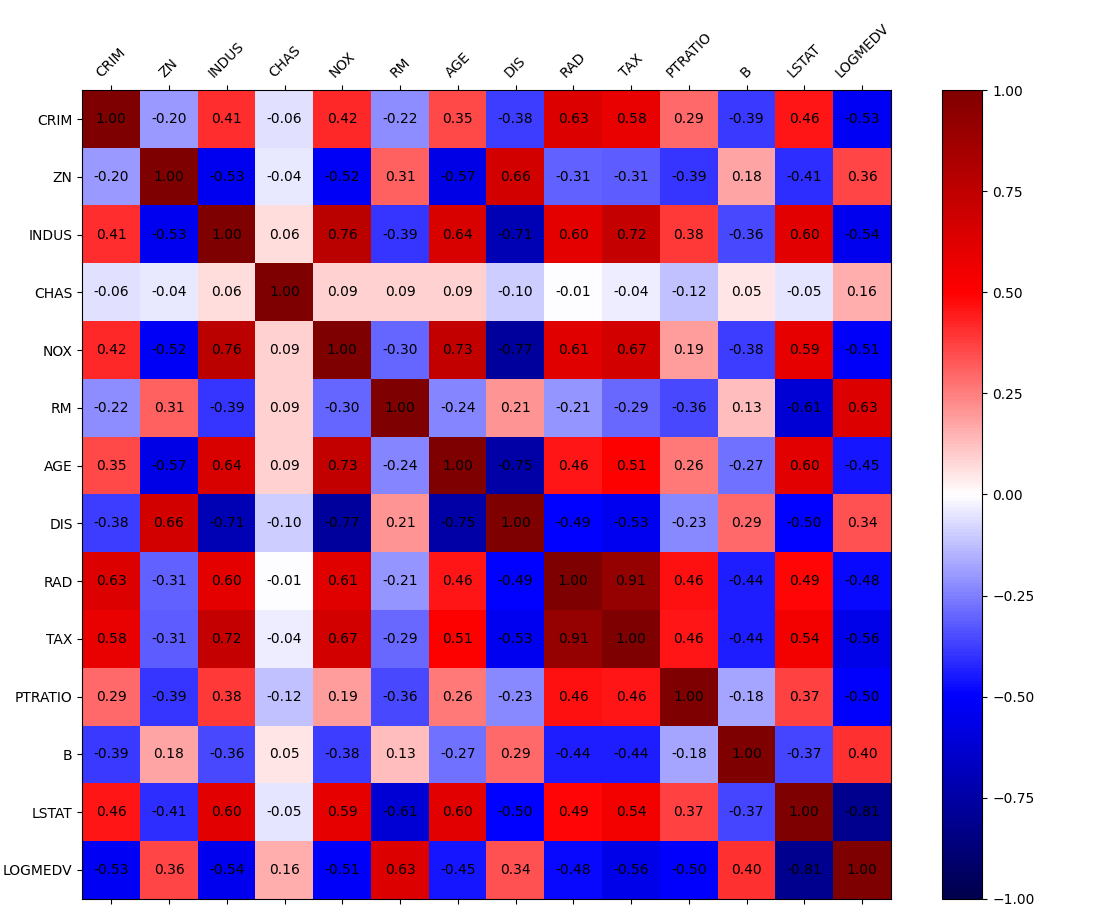 CRIM ZN INDUS CHAS NOX RM AGE DIS RAD TAX PTRATIO B LSTAT LOGMEDV
CRIM 1.00 -0.20 0.41 -0.06 0.42 -0.22 0.35 -0.38 0.63 0.58 0.29 -0.39 0.46 -0.53
ZN -0.20 1.00 -0.53 -0.04 -0.52 0.31 -0.57 0.66 -0.31 -0.31 -0.39 0.18 -0.41 0.36
INDUS 0.41 -0.53 1.00 0.06 0.76 -0.39 0.64 -0.71 0.60 0.72 0.38 -0.36 0.60 -0.54
CHAS -0.06 -0.04 0.06 1.00 0.09 0.09 0.09 -0.10 -0.01 -0.04 -0.12 0.05 -0.05 0.16
NOX 0.42 -0.52 0.76 0.09 1.00 -0.30 0.73 -0.77 0.61 0.67 0.19 -0.38 0.59 -0.51
RM -0.22 0.31 -0.39 0.09 -0.30 1.00 -0.24 0.21 -0.21 -0.29 -0.36 0.13 -0.61 0.63
AGE 0.35 -0.57 0.64 0.09 0.73 -0.24 1.00 -0.75 0.46 0.51 0.26 -0.27 0.60 -0.45
DIS -0.38 0.66 -0.71 -0.10 -0.77 0.21 -0.75 1.00 -0.49 -0.53 -0.23 0.29 -0.50 0.34
RAD 0.63 -0.31 0.60 -0.01 0.61 -0.21 0.46 -0.49 1.00 0.91 0.46 -0.44 0.49 -0.48
TAX 0.58 -0.31 0.72 -0.04 0.67 -0.29 0.51 -0.53 0.91 1.00 0.46 -0.44 0.54 -0.56
PTRATIO 0.29 -0.39 0.38 -0.12 0.19 -0.36 0.26 -0.23 0.46 0.46 1.00 -0.18 0.37 -0.50
B -0.39 0.18 -0.36 0.05 -0.38 0.13 -0.27 0.29 -0.44 -0.44 -0.18 1.00 -0.37 0.40
LSTAT 0.46 -0.41 0.60 -0.05 0.59 -0.61 0.60 -0.50 0.49 0.54 0.37 -0.37 1.00 -0.81
LOGMEDV -0.53 0.36 -0.54 0.16 -0.51 0.63 -0.45 0.34 -0.48 -0.56 -0.50 0.40 -0.81 1.00
1.00
0.75
0.50
0.25
0.00
−0.25
−0.50
−0.75
−1.00